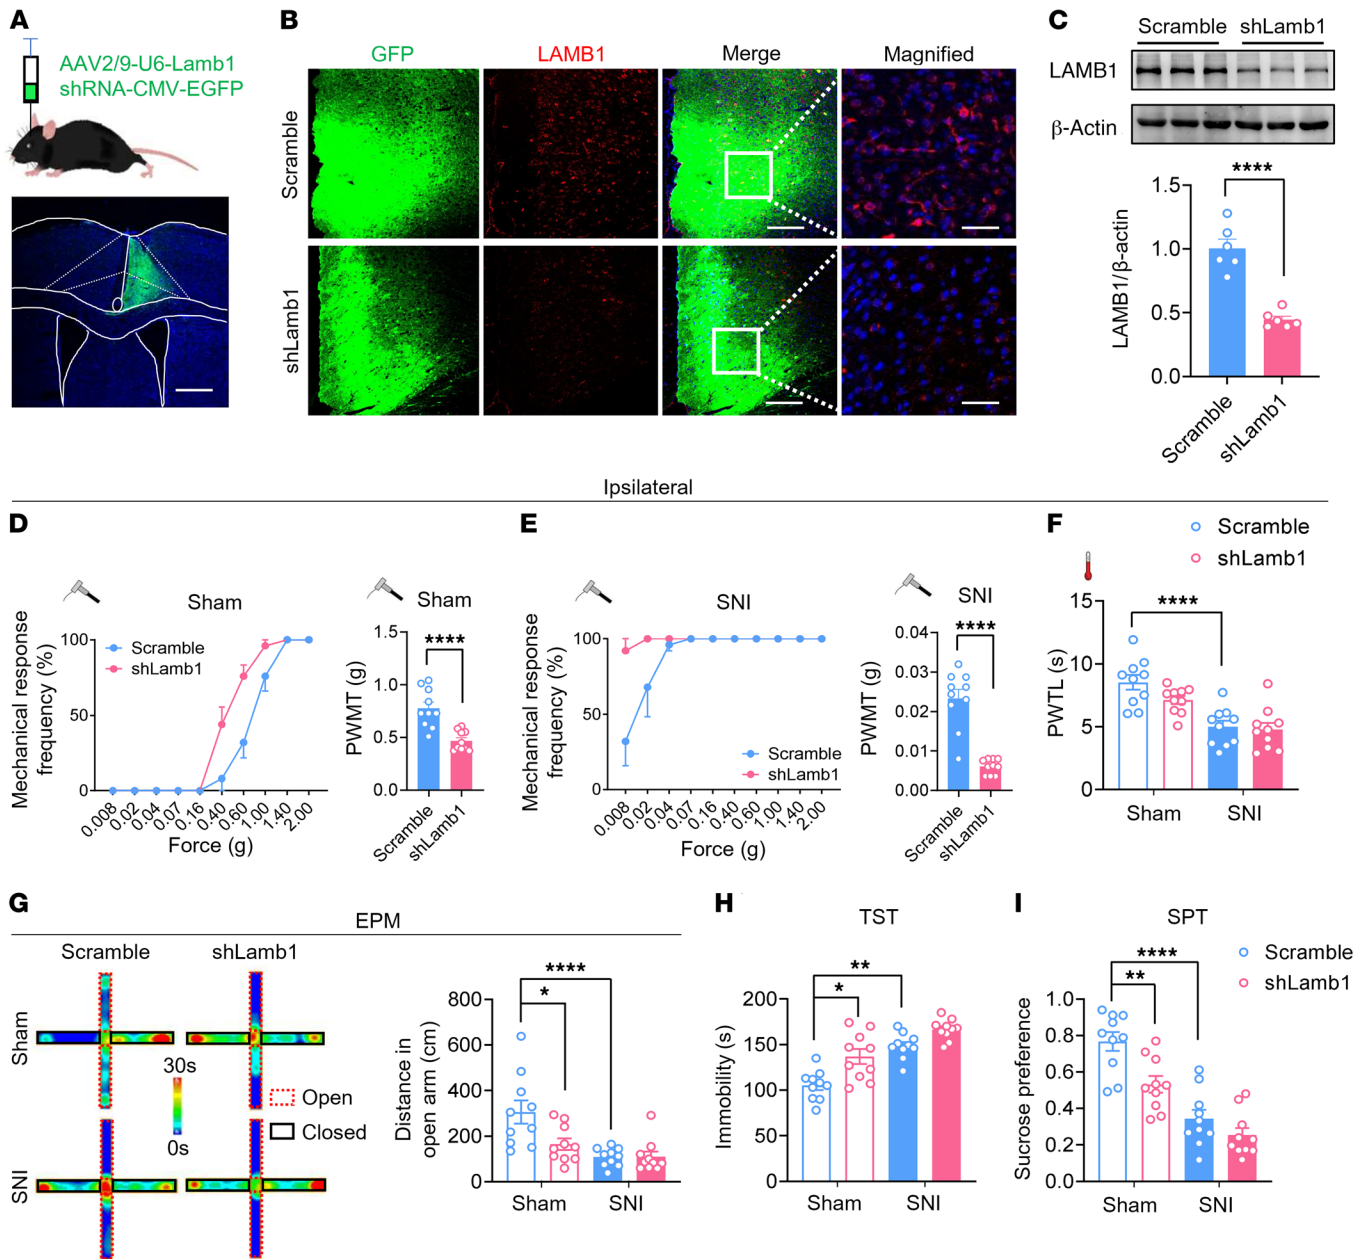 A
AAV2/9-U6-Lamb1
shRNA-CMV-EGFP
B
GFP
LAMB1
Merge
Magnified
Scramble
shLamb1
C
Scramble
shLamb1
LAMB1
β-Actin
****
LAMB1/β-actin
1.5
1.0
0.5
0.0
Scramble
shLamb1
Ipsilateral
D
Sham
Mechanical response
frequency (%)
100
50
0
Scramble
shLamb1
0.008
0.02
0.04
0.07
0.16
0.40
0.60
1.00
1.40
2.00
Force (g)
Sham
****
PWMT (g)
1.5
1.0
0.5
0.0
Scramble
shLamb1
E
SNI
Mechanical response
frequency (%)
100
50
0
Scramble
shLamb1
0.008
0.02
0.04
0.07
0.16
0.40
0.60
1.00
1.40
2.00
Force (g)
SNI
****
PWMT (g)
0.04
0.03
0.02
0.01
0.00
Scramble
shLamb1
F
Scramble
shLamb1
****
PWTL (s)
15
10
5
0
Sham
SNI
G
EPM
Scramble
shLamb1
Sham
SNI
30s
0s
Open
Closed
****
*
Distance in
open arm (cm)
800
600
400
200
0
Sham
SNI
H
TST
**
*
Immobility (s)
200
150
100
50
0
Sham
SNI
I
SPT
Scramble
shLamb1
****
**
Sucrose preference
1.0
0.8
0.6
0.4
0.2
0.0
Sham
SNI